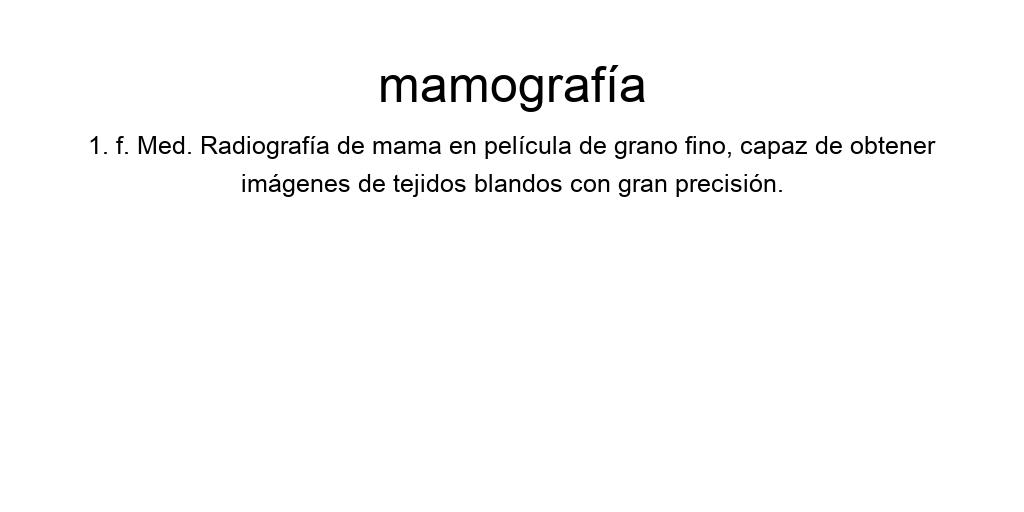 mamografía
1. f. Med. Radiografía de mama en película de grano fino, capaz de obtener
imágenes de tejidos blandos con gran precisión.